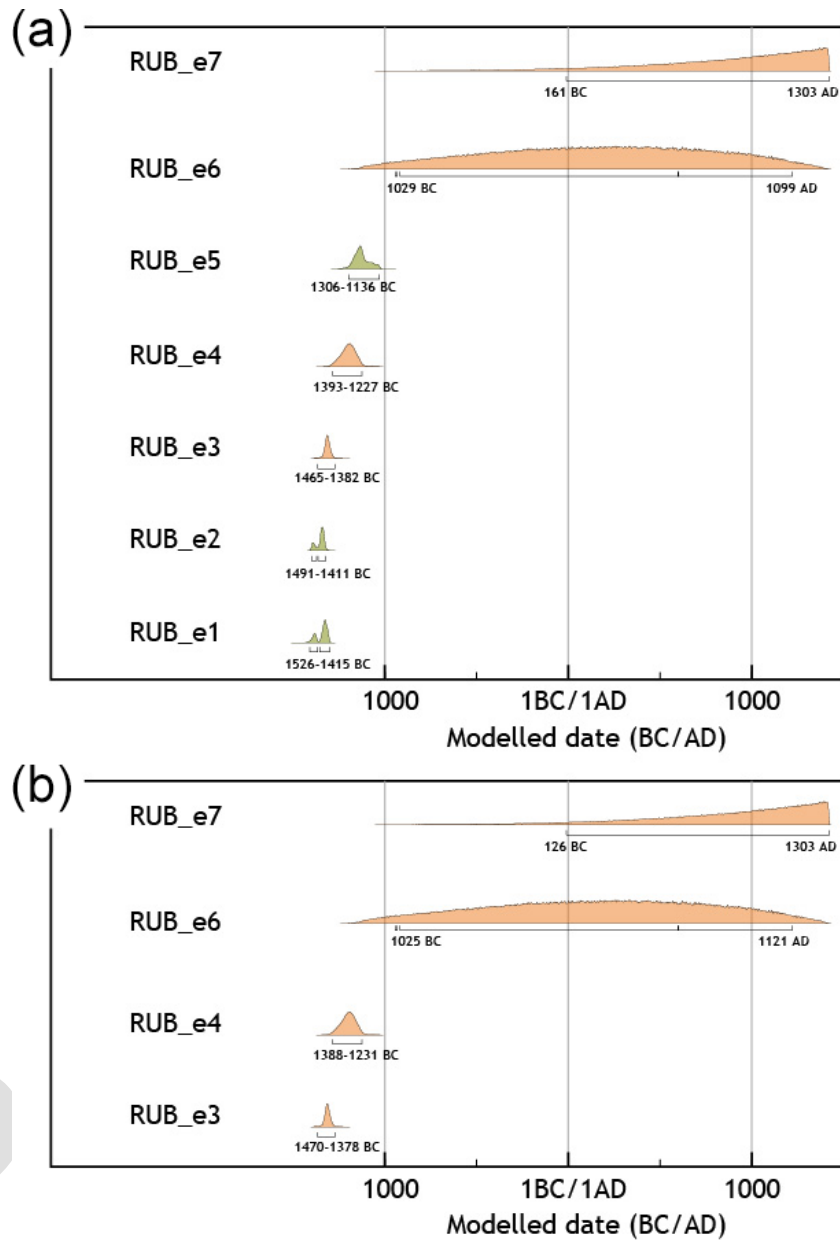 (a)
RUB_e7
161 BC 1303 AD
RUB_e6
1029 BC 1099 AD
RUB_e5
1306-1136 BC
RUB_e4
1393-1227 BC
RUB_e3
1465-1382 BC
RUB_e2
1491-1411 BC
RUB_e1
1526-1415 BC
1000 1BC/1AD 1000
Modelled date (BC/AD)
(b)
RUB_e7
126 BC 1303 AD
RUB_e6
1025 BC 1121 AD
RUB_e4
1388-1231 BC
RUB_e3
1470-1378 BC
1000 1BC/1AD 1000
Modelled date (BC/AD)